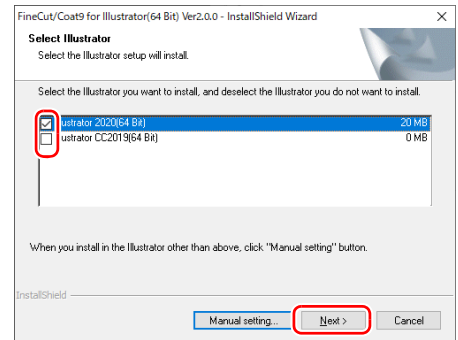 FineCut/Coat9 for Illustrator(64 Bit) Ver2.0.0 - InstallShield Wizard
Select Illustrator
Select the Illustrator setup will install.
Select the Illustrator you want to install, and deselect the Illustrator you do not want to install.
ustrator 2020(64 Bit) 20 MB
ustrator CC2019(64 Bit) 0 MB
When you install in the Illustrator other than above, click "Manual setting" button.
InstallShield
Manual setting... Next > Cancel